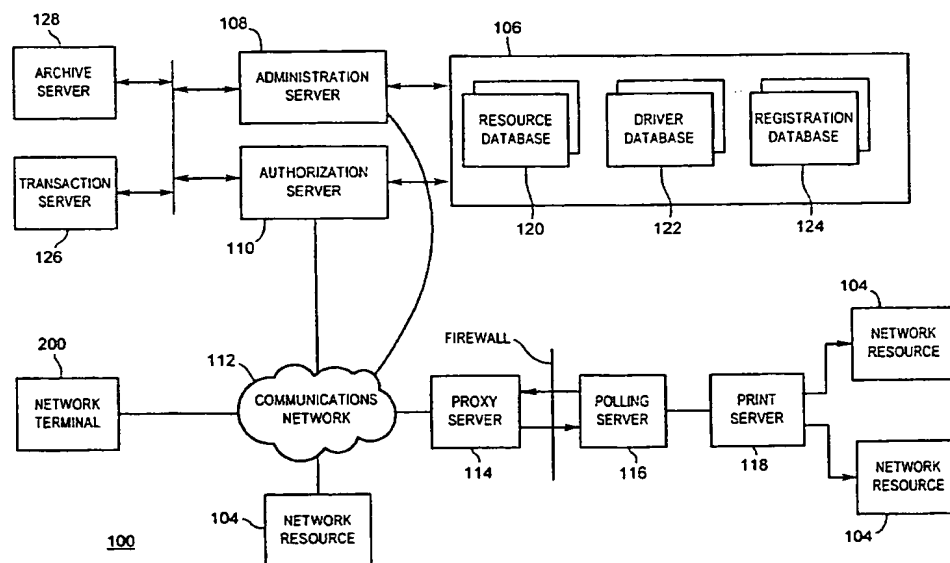 128
ARCHIVE
SERVER
108
ADMINISTRATION
SERVER
106
RESOURCE
DATABASE
DRIVER
DATABASE
REGISTRATION
DATABASE
120
122
124
TRANSACTION
SERVER
126
AUTHORIZATION
SERVER
110
200
NETWORK
TERMINAL
112
COMMUNICATIONS
NETWORK
FIREWALL
PROXY
SERVER
114
POLLING
SERVER
116
PRINT
SERVER
118
104
NETWORK
RESOURCE
NETWORK
RESOURCE
104
104
NETWORK
RESOURCE
100